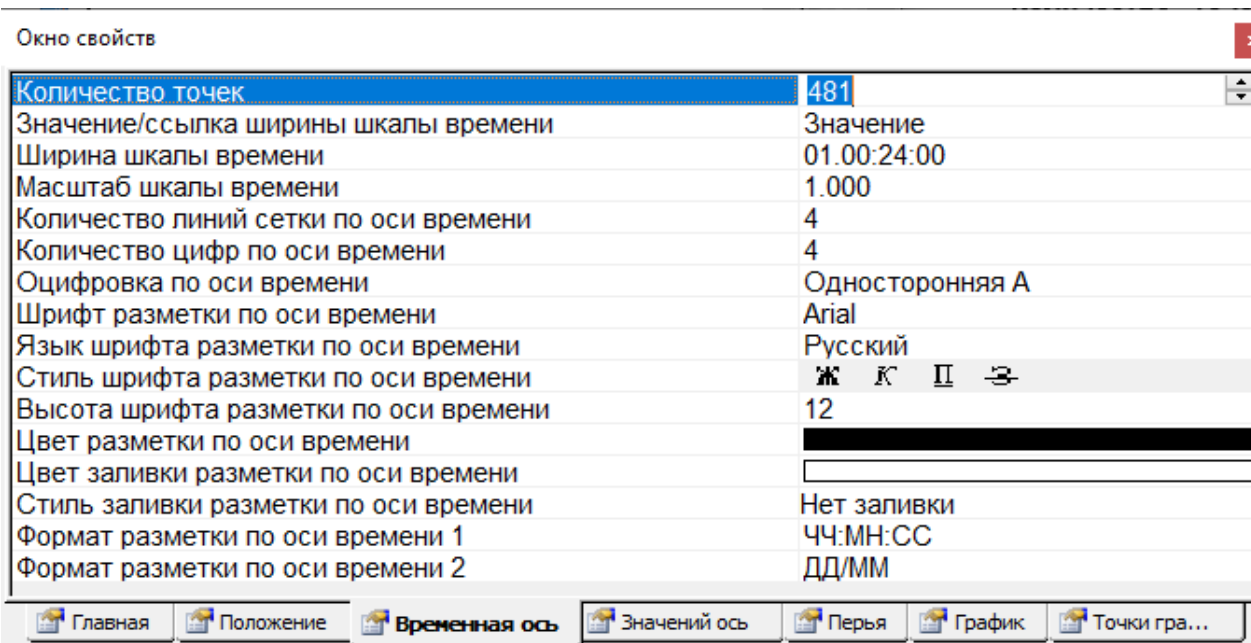 Окно свойств
Количество точек 481
Значение/ссылка ширины шкалы времени Значение
Ширина шкалы времени 01.00:24:00
Масштаб шкалы времени 1.000
Количество линий сетки по оси времени 4
Количество цифр по оси времени 4
Оцифровка по оси времени Односторонняя А
Шрифт разметки по оси времени Arial
Язык шрифта разметки по оси времени Русский
Стиль шрифта разметки по оси времени Ж К П З
Высота шрифта разметки по оси времени 12
Цвет разметки по оси времени
Цвет заливки разметки по оси времени
Стиль заливки разметки по оси времени Нет заливки
Формат разметки по оси времени 1 ЧЧ:МН:СС
Формат разметки по оси времени 2 ДД/ММ
Главная Положение Временная ось Значений ось Перья График Точки гра...